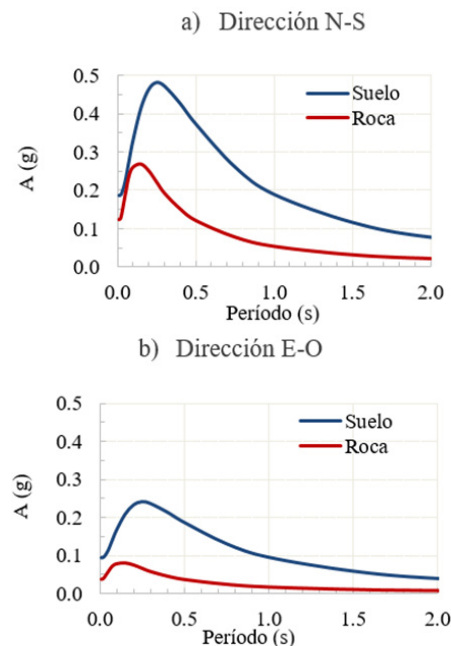 a) Dirección N-S
0.5
0.4
0.3
0.2
0.1
0.0
A (g)
Suelo
Roca
0.0 0.5 1.0 1.5 2.0
Período (s)
b) Dirección E-O
0.5
0.4
0.3
0.2
0.1
0.0
A (g)
Suelo
Roca
0.0 0.5 1.0 1.5 2.0
Período (s)